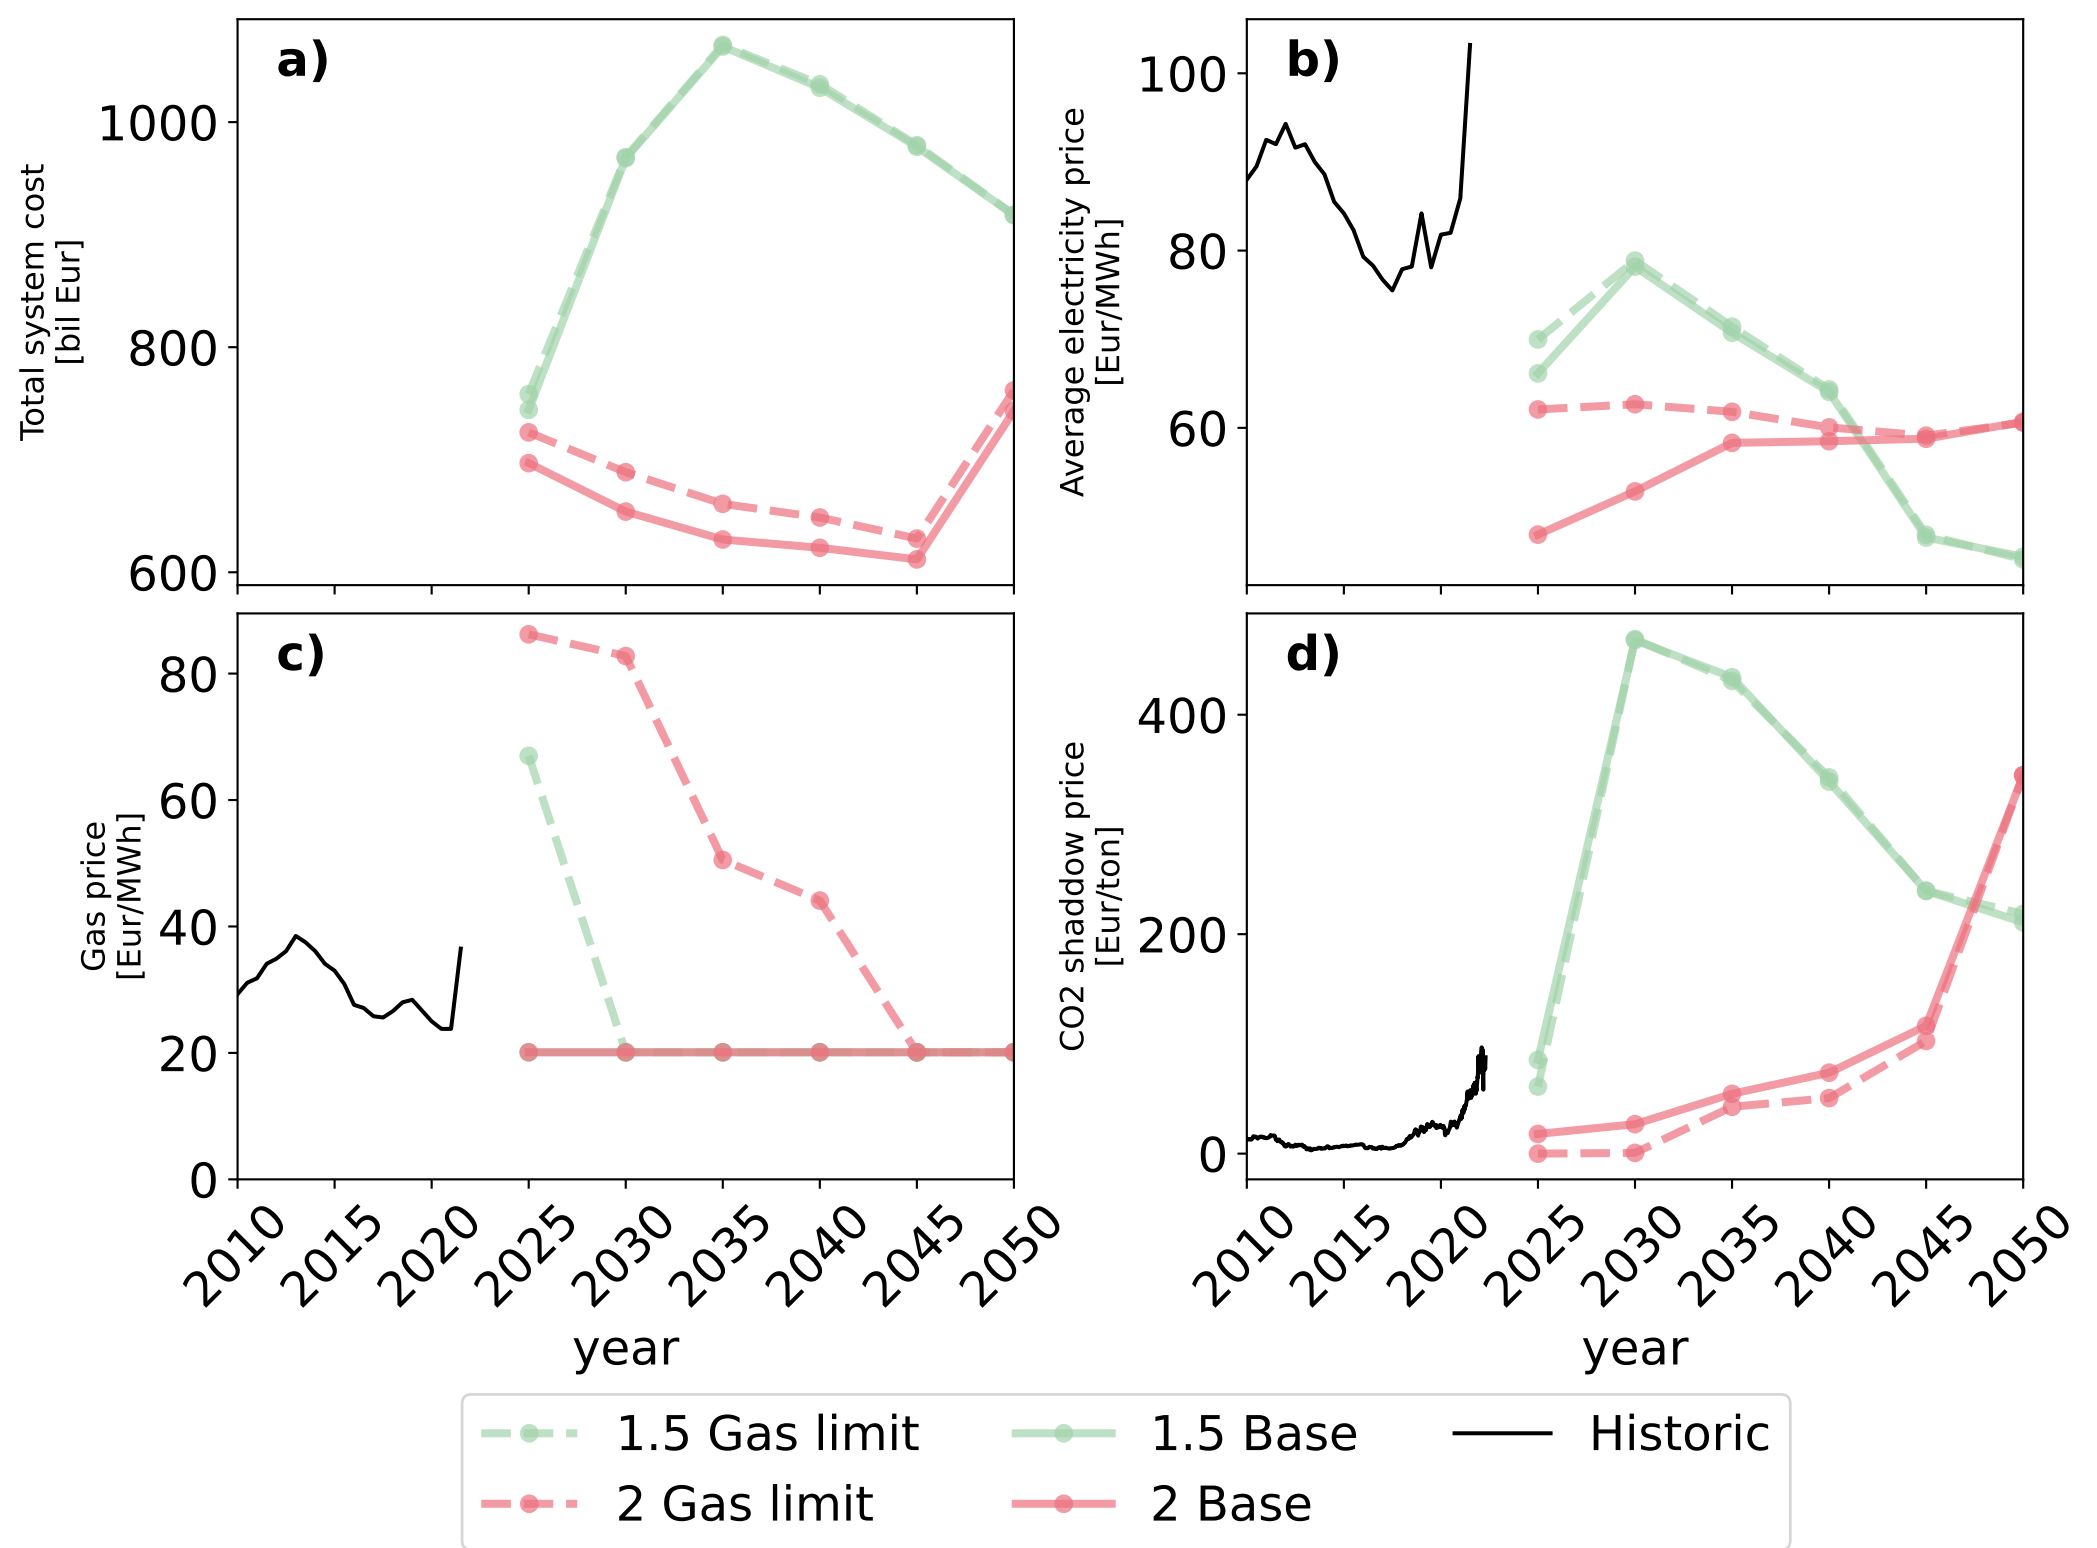 a)
Total system cost
[bil Eur]
1000
800
600
b)
Average electricity price
[Eur/MWh]
100
80
60
c)
Gas price
[Eur/MWh]
80
60
40
20
0
2010 2015 2020 2025 2030 2035 2040 2045 2050
year
d)
CO2 shaddow price
[Eur/ton]
400
200
0
2010 2015 2020 2025 2030 2035 2040 2045 2050
year
1.5 Gas limit 1.5 Base Historic
2 Gas limit 2 Base